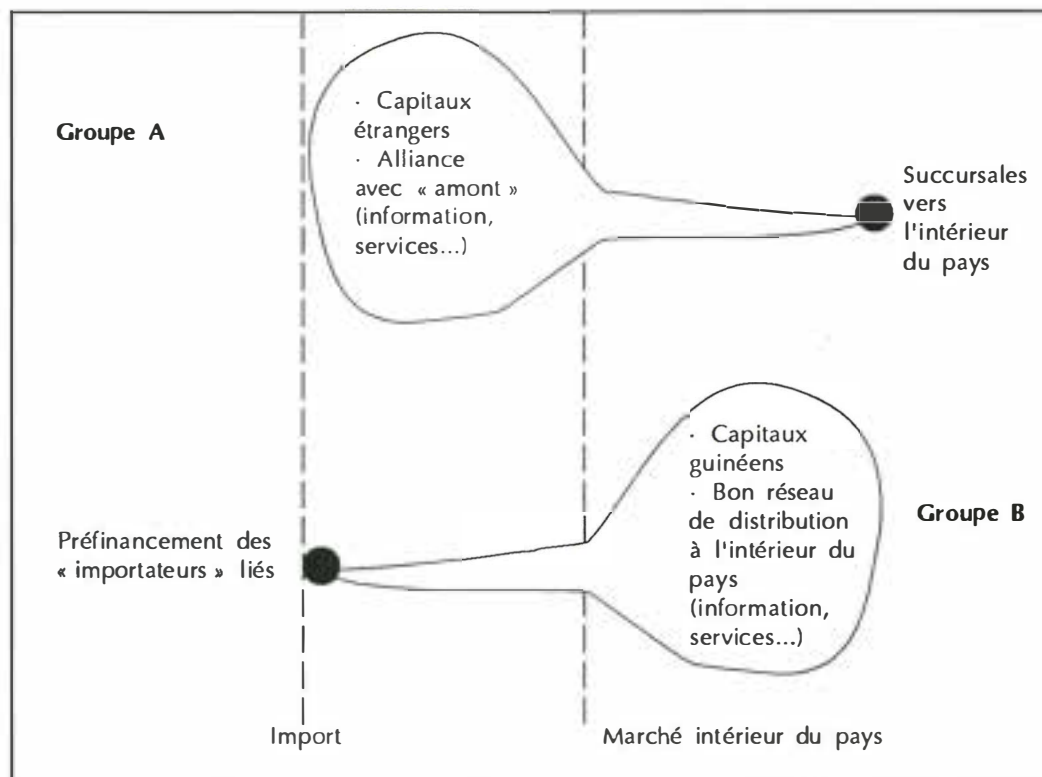 Groupe A
· Capitaux
étrangers
· Alliance
avec « amont »
(information,
services...)
Succursales
vers
l'intérieur
du pays
Préfinancement des
« importateurs » liés
· Capitaux
guinéens
· Bon réseau
de distribution
à l'intérieur du
pays
(information,
services...)
Groupe B
Import
Marché intérieur du pays